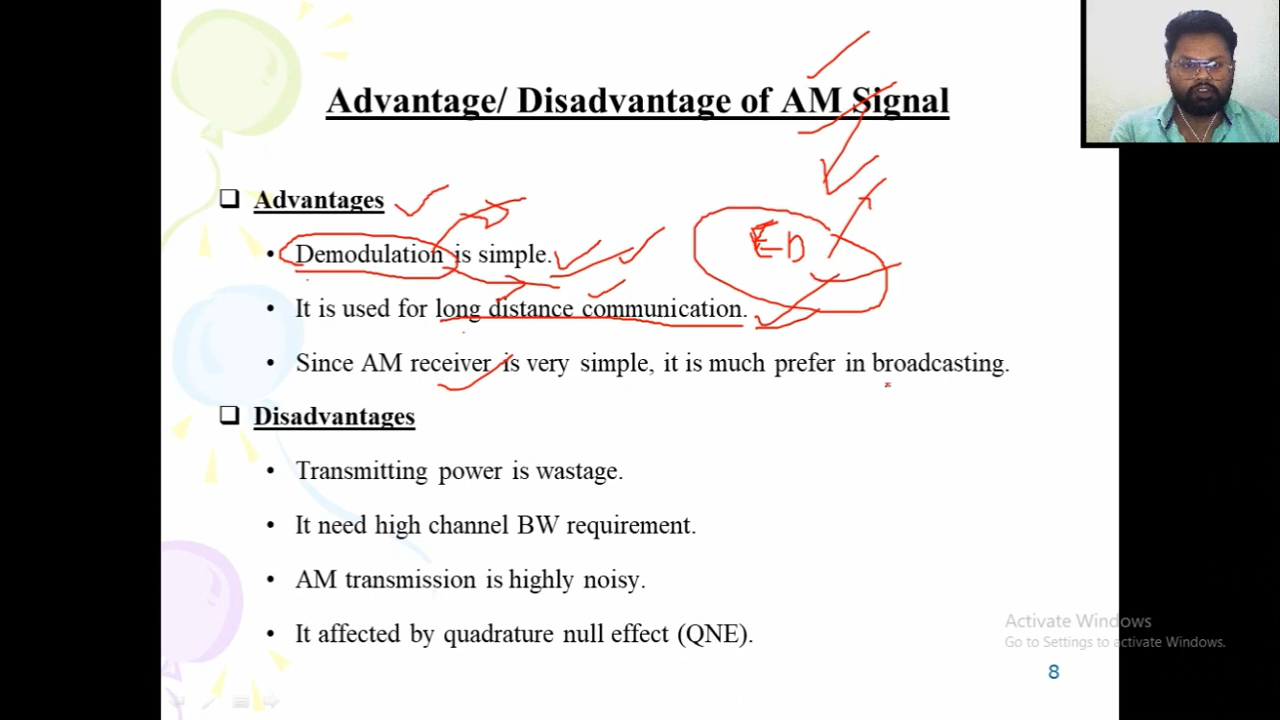 Advantage/ Disadvantage of AM Signal
❑ Advantages
• Demodulation is simple.
ED
• It is used for long distance communication.
• Since AM receiver is very simple, it is much prefer in broadcasting.
❑ Disadvantages
• Transmitting power is wastage.
• It need high channel BW requirement.
• AM transmission is highly noisy.
• It affected by quadrature null effect (QNE).
Activate Windows
Go to Settings to activate Windows.
8